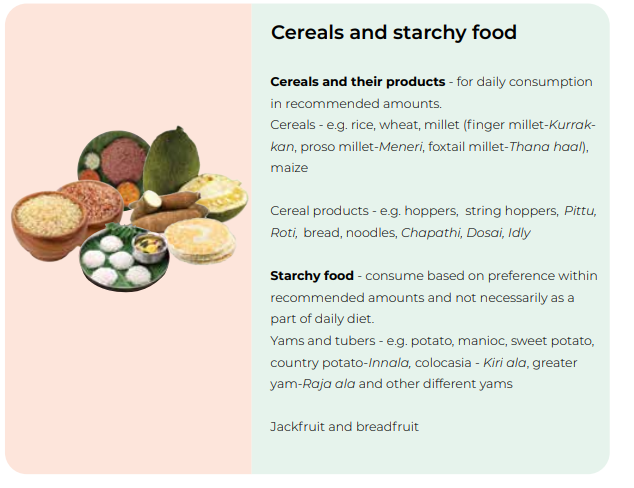 Cereals and starchy food
Cereals and their products - for daily consumption
in recommended amounts.
Cereals - e.g. rice, wheat, millet (finger millet-Kurrak-
kan, proso millet-Meneri, foxtail millet-Thana haal),
maize
Cereal products - e.g. hoppers, string hoppers, Pittu,
Roti, bread, noodles, Chapathi, Dosai, Idly
Starchy food - consume based on preference within
recommended amounts and not necessarily as a
part of daily diet.
Yams and tubers - e.g. potato, manioc, sweet potato,
country potato-Innala, colocasia - Kiri ala, greater
yam-Raja ala and other different yams
Jackfruit and breadfruit